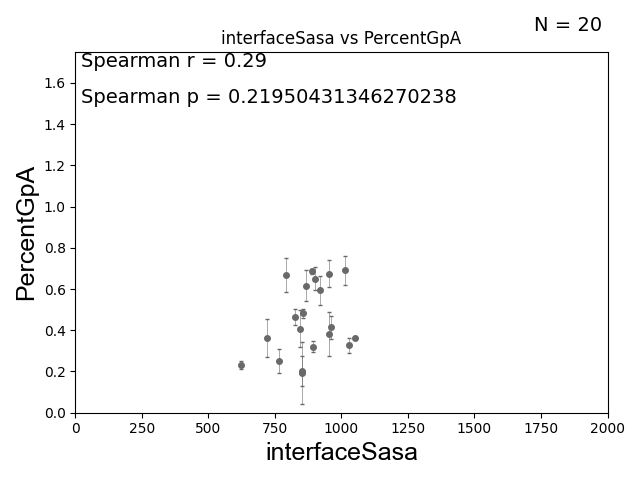 N = 20
interfaceSasa vs PercentGpA
Spearman r = 0.29
Spearman p = 0.21950431346270238
PercentGpA
1.6
1.4
1.2
1.0
0.8
0.6
0.4
0.2
0.0
0 250 500 750 1000 1250 1500 1750 2000
interfaceSasa